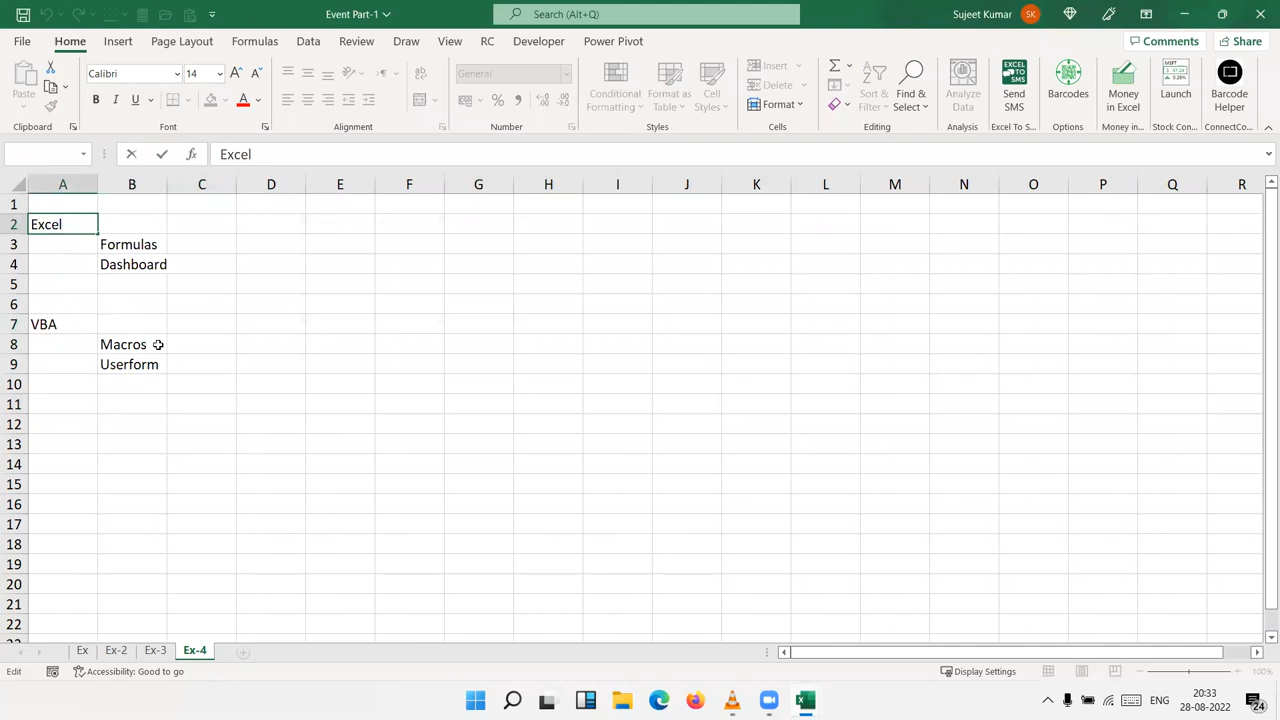 Event Part-1
Search (Alt+Q)
Sujeet Kumar
SK
File Home Insert Page Layout Formulas Data Review View Draw RC Developer Power Pivot
Comments
Share
Paste
Calibri
14
B I U
General
Conditional Formatting
Format as Table
Cell Styles
Insert
Delete
Format
Sort & Filter
Find & Select
Analyze Data
Send SMS
Barcodes
Money in Excel
Launch
Barcode Helper
Clipboard Font Alignment Number Styles Cells Editing Analysis Excel To S... Options Money in... Stock Con... ConnectCo...
fx Excel
A B C D E F G H I J K L M N O P Q R
1
2 Excel
3 Formulas
4 Dashboard
5
6
7 VBA
8 Macros
9 Userform
10
11
12
13
14
15
16
17
18
19
20
21
22
Ex Ex-2 Ex-3 Ex-4
Edit
Accessibility: Good to go
Display Settings
100%
ENG
20:33
28-08-2022
24